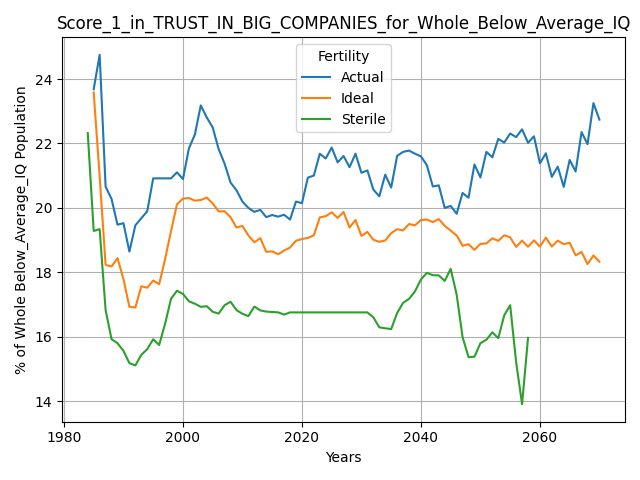 Score_1_in_TRUST_IN_BIG_COMPANIES_for_Whole_Below_Average_IQ
Fertility
Actual
Ideal
Sterile
% of Whole Below_Average_IQ Population
24
22
20
18
16
14
1980
2000
2020
2040
2060
Years